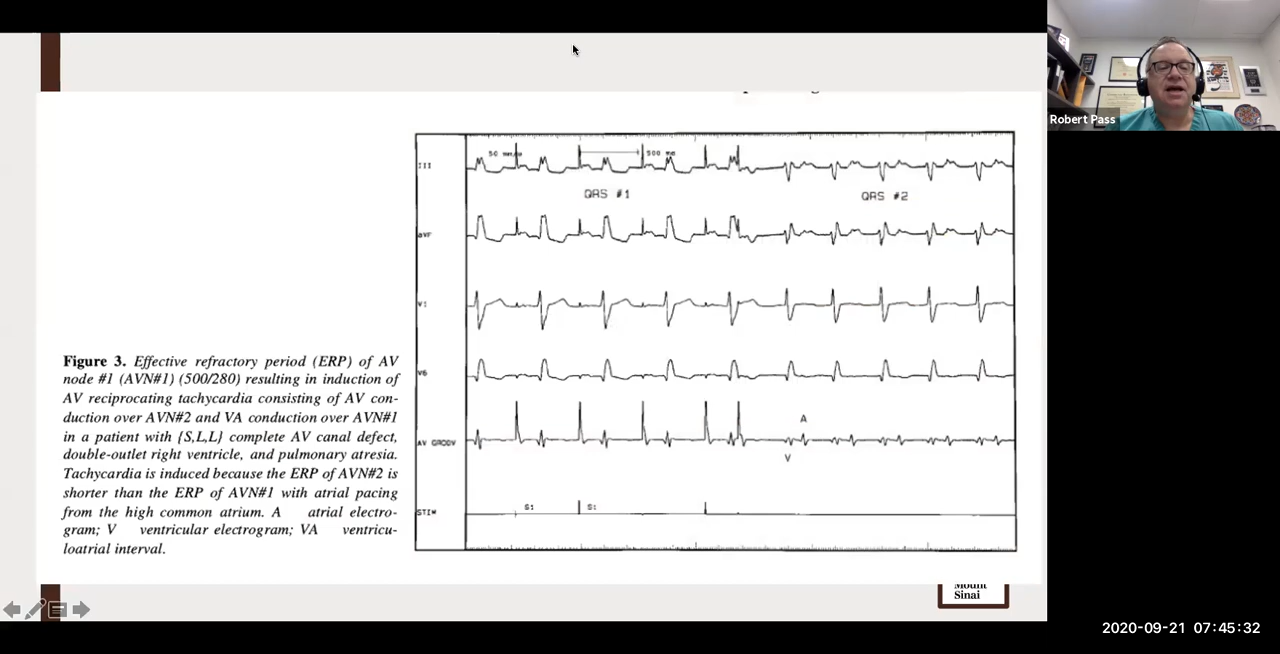 Robert Pass
III
50 mm/s
500 ms
QRS #1
QRS #2
aVF
V1
V6
AV GROOV
A
V
STIM
S1
S1
Figure 3. Effective refractory period (ERP) of AV
node #1 (AVN#1) (500/280) resulting in induction of
AV reciprocating tachycardia consisting of AV con-
duction over AVN#2 and VA conduction over AVN#1
in a patient with {S,L,L} complete AV canal defect,
double-outlet right ventricle, and pulmonary atresia.
Tachycardia is induced because the ERP of AVN#2 is
shorter than the ERP of AVN#1 with atrial pacing
from the high common atrium. A atrial electro-
gram; V ventricular electrogram; VA ventricu-
loatrial interval.
Mount
Sinai
2020-09-21 07:45:32